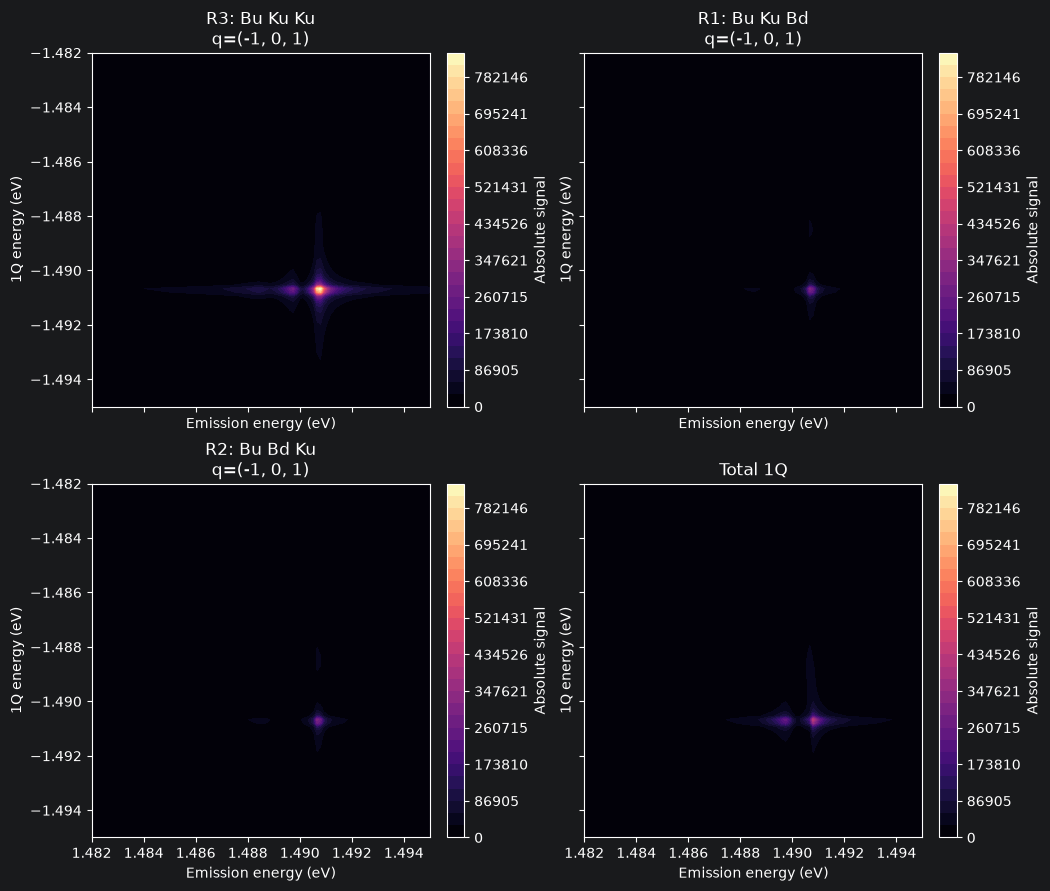 R3: Bu Ku Ku
q=(-1, 0, 1)
−1.482
−1.484
−1.486
−1.488
−1.490
−1.492
−1.494
1Q energy (eV)
Emission energy (eV)
782146
695241
608336
521431
434526
347621
260715
173810
86905
0
Absolute signal
R1: Bu Ku Bd
q=(-1, 0, 1)
1Q energy (eV)
Emission energy (eV)
782146
695241
608336
521431
434526
347621
260715
173810
86905
0
Absolute signal
R2: Bu Bd Ku
q=(-1, 0, 1)
−1.482
−1.484
−1.486
−1.488
−1.490
−1.492
−1.494
1Q energy (eV)
1.482 1.484 1.486 1.488 1.490 1.492 1.494
Emission energy (eV)
782146
695241
608336
521431
434526
347621
260715
173810
86905
0
Absolute signal
Total 1Q
1Q energy (eV)
1.482 1.484 1.486 1.488 1.490 1.492 1.494
Emission energy (eV)
782146
695241
608336
521431
434526
347621
260715
173810
86905
0
Absolute signal